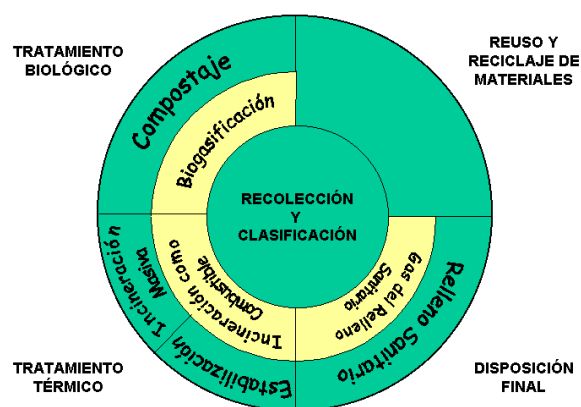 TRATAMIENTO
BIOLÓGICO
REUSO Y
RECICLAJE DE
MATERIALES
Compostaje
Biogasificación
RECOLECCIÓN
Y
CLASIFICACIÓN
Incineración
Masiva
Incineración como
Combustible
Gas del Relleno
Sanitario
Relleno Sanitario
Estabilización
TRATAMIENTO
TÉRMICO
DISPOSICIÓN
FINAL